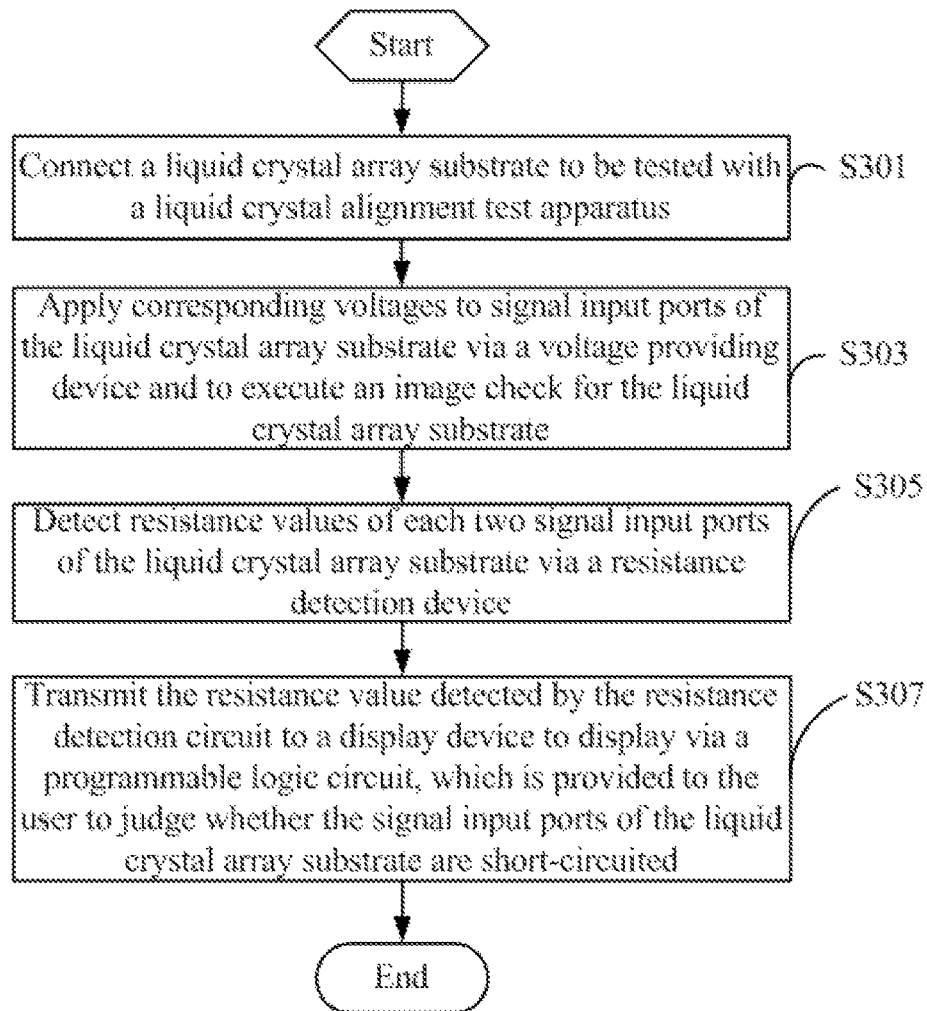 Start
Connect a liquid crystal array substrate to be tested with
a liquid crystal alignment test apparatus
S301
Apply corresponding voltages to signal input ports of
the liquid crystal array substrate via a voltage providing
device and to execute an image check for the liquid
crystal array substrate
S303
Detect resistance values of each two signal input ports
of the liquid crystal array substrate via a resistance
detection device
S305
Transmit the resistance value detected by the resistance
detection circuit to a display device to display via a
programmable logic circuit, which is provided to the
user to judge whether the signal input ports of the liquid
crystal array substrate are short-circuited
S307
End